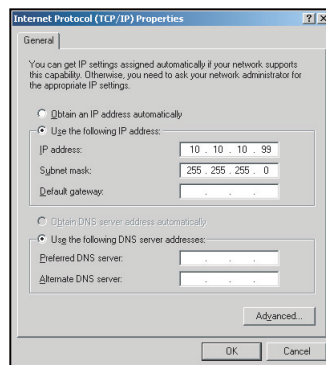 Internet Protocol (TCP/IP) Properties
General
You can get IP settings assigned automatically if your network supports
this capability. Otherwise, you need to ask your network administrator for
the appropriate IP settings.
Obtain an IP address automatically
Use the following IP address:
IP address: 10 . 10 . 10 . 99
Subnet mask: 255 . 255 . 255 . 0
Default gateway: . . .
Obtain DNS server address automatically
Use the following DNS server addresses:
Preferred DNS server: . . .
Alternate DNS server: . . .
Advanced...
OK Cancel